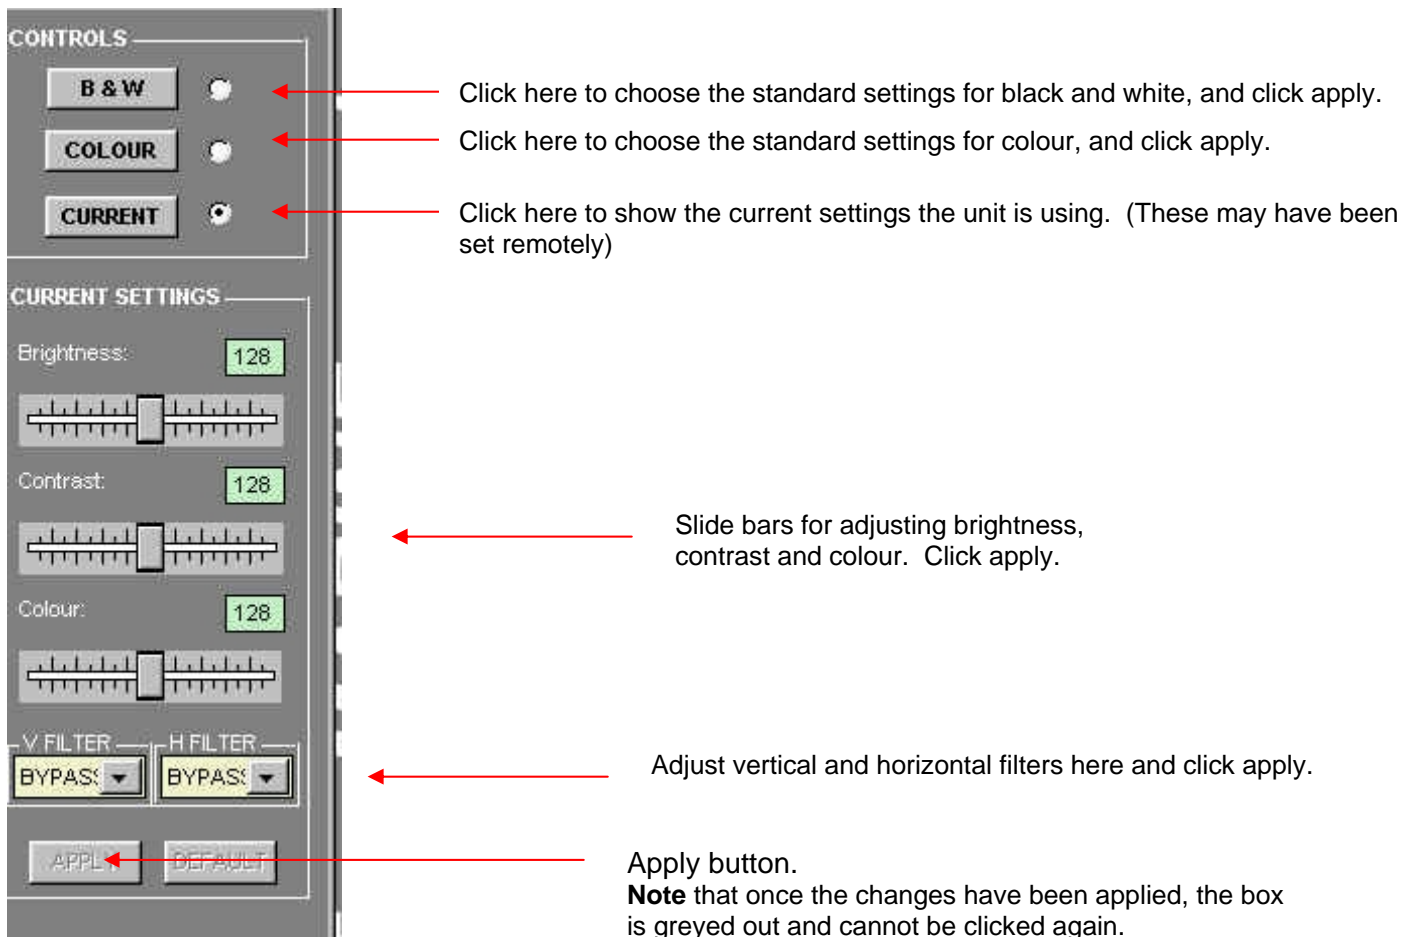 CONTROLS
B & W
Click here to choose the standard settings for black and white, and click apply.
COLOUR
Click here to choose the standard settings for colour, and click apply.
CURRENT
Click here to show the current settings the unit is using. (These may have been
set remotely)
CURRENT SETTINGS
Brightness:
128
Contrast:
128
Slide bars for adjusting brightness,
contrast and colour. Click apply.
Colour:
128
V FILTER
H FILTER
BYPASS
BYPASS
Adjust vertical and horizontal filters here and click apply.
APPLY
DEFAULT
Apply button.
Note that once the changes have been applied, the box
is greyed out and cannot be clicked again.